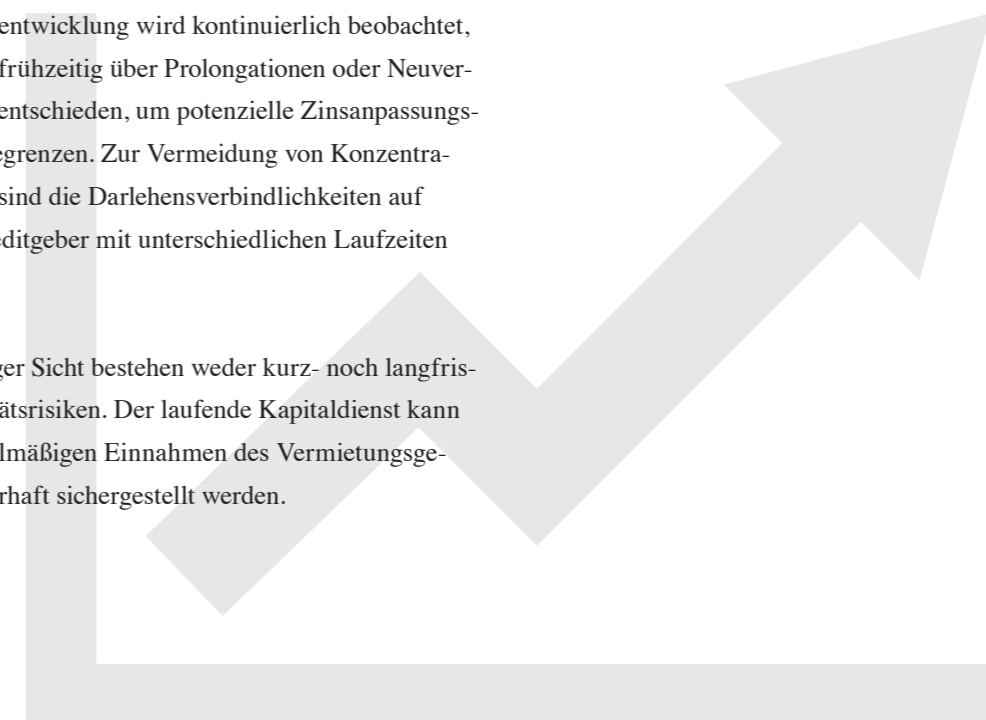 entwicklung wird kontinuierlich beobachtet,
frühzeitig über Prolongationen oder Neuver-
entschieden, um potenzielle Zinsanpassungs-
egrenzen. Zur Vermeidung von Konzentra-
sind die Darlehensverbindlichkeiten auf
editgeber mit unterschiedlichen Laufzeiten
ger Sicht bestehen weder kurz- noch langfris-
ätsrisiken. Der laufende Kapitaldienst kann
lmäßigen Einnahmen des Vermietungsge-
rhaft sichergestellt werden.